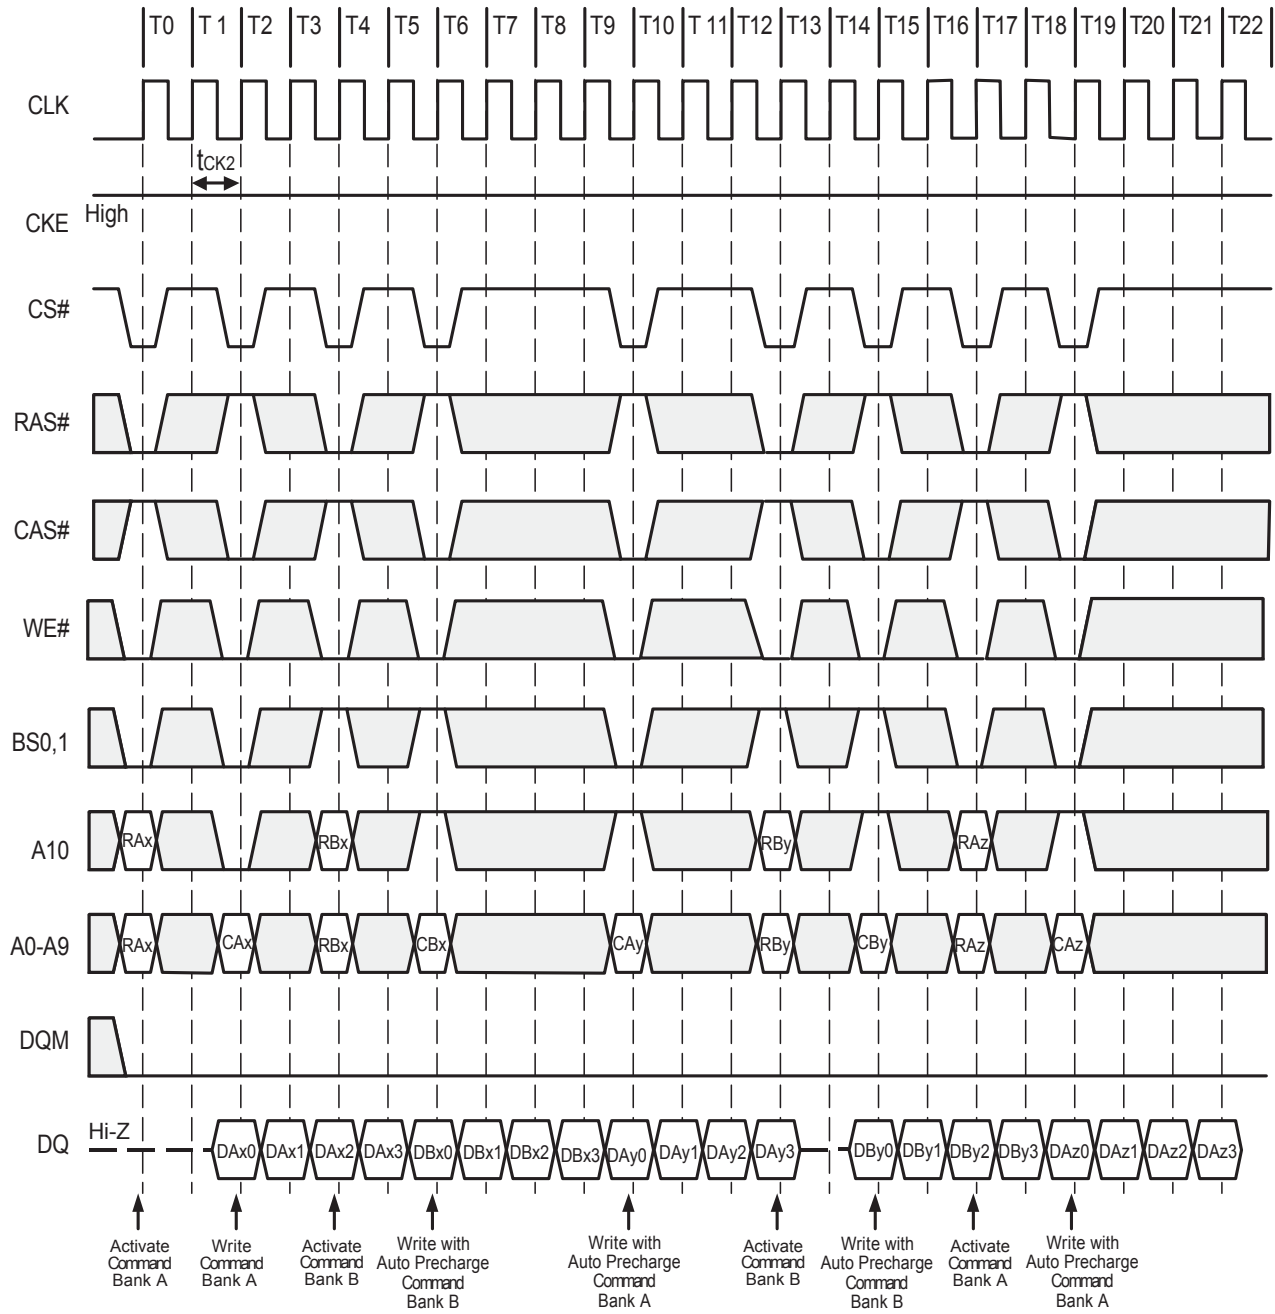 T0 T 1 T2 T3 T4 T5 T6 T7 T8 T9 T10 T 11 T12 T13 T14 T15 T16 T17 T18 T19 T20 T21 T22
CLK
tCK2
High
CKE
CS#
RAS#
CAS#
WE#
BS0,1
A10 RAx RBx RBy RAz
A0-A9 RAx CAx RBx CBx CAy RBy CBy RAz CAz
DQM
DQ Hi-Z DAx0 DAx1 DAx2 DAx3 DBx0 DBx1 DBx2 DBx3 DAy0 DAy1 DAy2 DAy3 DBy0 DBy1 DBy2 DBy3 DAz0 DAz1 DAz2 DAz3
Activate
Command
Bank A
Write
Command
Bank A
Activate
Command
Bank B
Write with
Auto Precharge
Command
Bank B
Write with
Auto Precharge
Command
Bank A
Activate
Command
Bank B
Write with
Auto Precharge
Command
Bank B
Activate
Command
Bank A
Write with
Auto Precharge
Command
Bank A